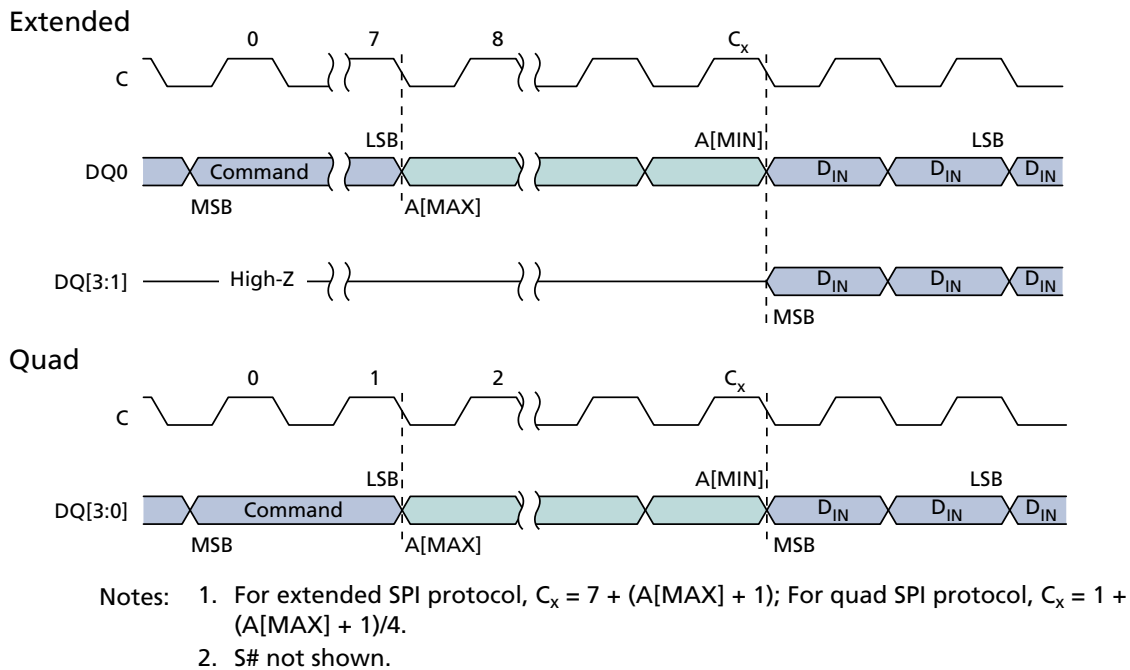 Extended
0 7 8 Cx
C
LSB A[MIN] LSB
DQ0 Command DIN DIN DIN
MSB A[MAX]
DQ[3:1] High-Z DIN DIN DIN
MSB
Quad
0 1 2 Cx
C
LSB A[MIN] LSB
DQ[3:0] Command DIN DIN DIN
MSB A[MAX] MSB
Notes: 1. For extended SPI protocol, Cx = 7 + (A[MAX] + 1); For quad SPI protocol, Cx = 1 +
(A[MAX] + 1)/4.
2. S# not shown.